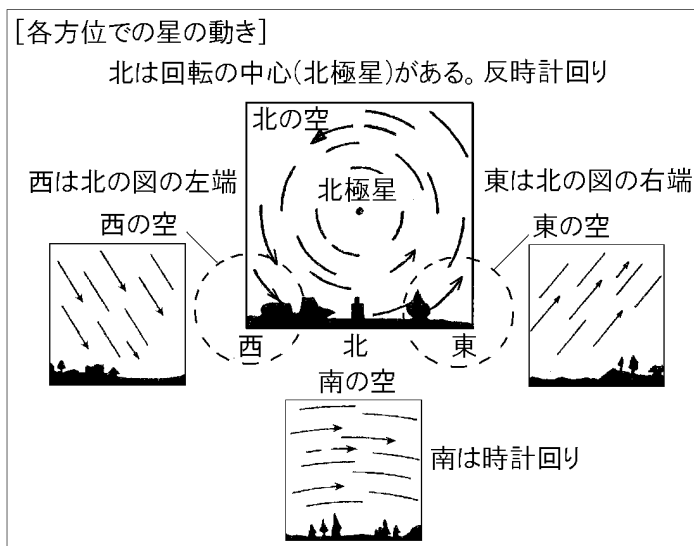 [各方位での星の動き]
北は回転の中心(北極星)がある。反時計回り
北の空
北極星
西は北の図の左端
東は北の図の右端
西の空
東の空
西 北 東
南の空
南は時計回り